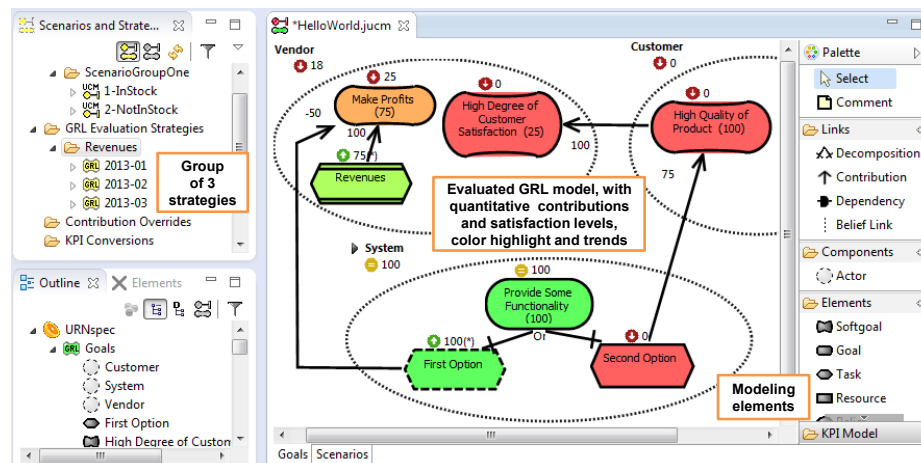 Scenarios and Strate...
ScenarioGroupOne
UCM 1-InStock
UCM 2-NotInStock
GRL Evaluation Strategies
Revenues
GRL 2013-01
GRL 2013-02
GRL 2013-03
Contribution Overrides
KPI Conversions
Group
of 3
strategies
Outline
Elements
URNspec
GRL Goals
Customer
System
Vendor
First Option
High Degree of Custom
*HelloWorld.jucm
Vendor
18
Customer
0
25
Make Profits
(75)
0
High Degree of
Customer
Satisfaction (25)
0
High Quality of
Product (100)
-50
100
100
75
75(*)
Revenues
Evaluated GRL model, with
quantitative contributions
and satisfaction levels,
color highlight and trends
System
100
100
Provide Some
Functionality
(100)
Or
100(*)
First Option
0
Second Option
Modeling
elements
Goals
Scenarios
Palette
Select
Comment
Links
Decomposition
Contribution
Dependency
Belief Link
Components
Actor
Elements
Softgoal
Goal
Task
Resource
KPI Model